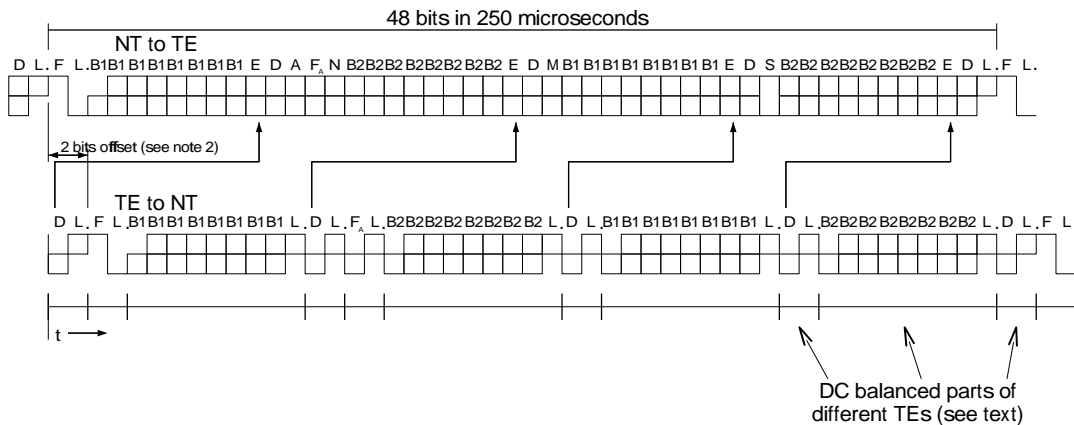 48 bits in 250 microseconds
NT to TE
D L. F L. B1 B1 B1 B1 B1 B1 B1 B1 E D A FA N B2 B2 B2 B2 B2 B2 B2 B2 E D M B1 B1 B1 B1 B1 B1 B1 B1 E D S B2 B2 B2 B2 B2 B2 B2 B2 E D L. F L.
2 bits offset (see note 2)
TE to NT
D L. F L. B1 B1 B1 B1 B1 B1 B1 B1 L. D L. FA L. B2 B2 B2 B2 B2 B2 B2 B2 L. D L. B1 B1 B1 B1 B1 B1 B1 B1 L. D L. B2 B2 B2 B2 B2 B2 B2 B2 L. D L. F L
t
DC balanced parts of
different TEs (see text)